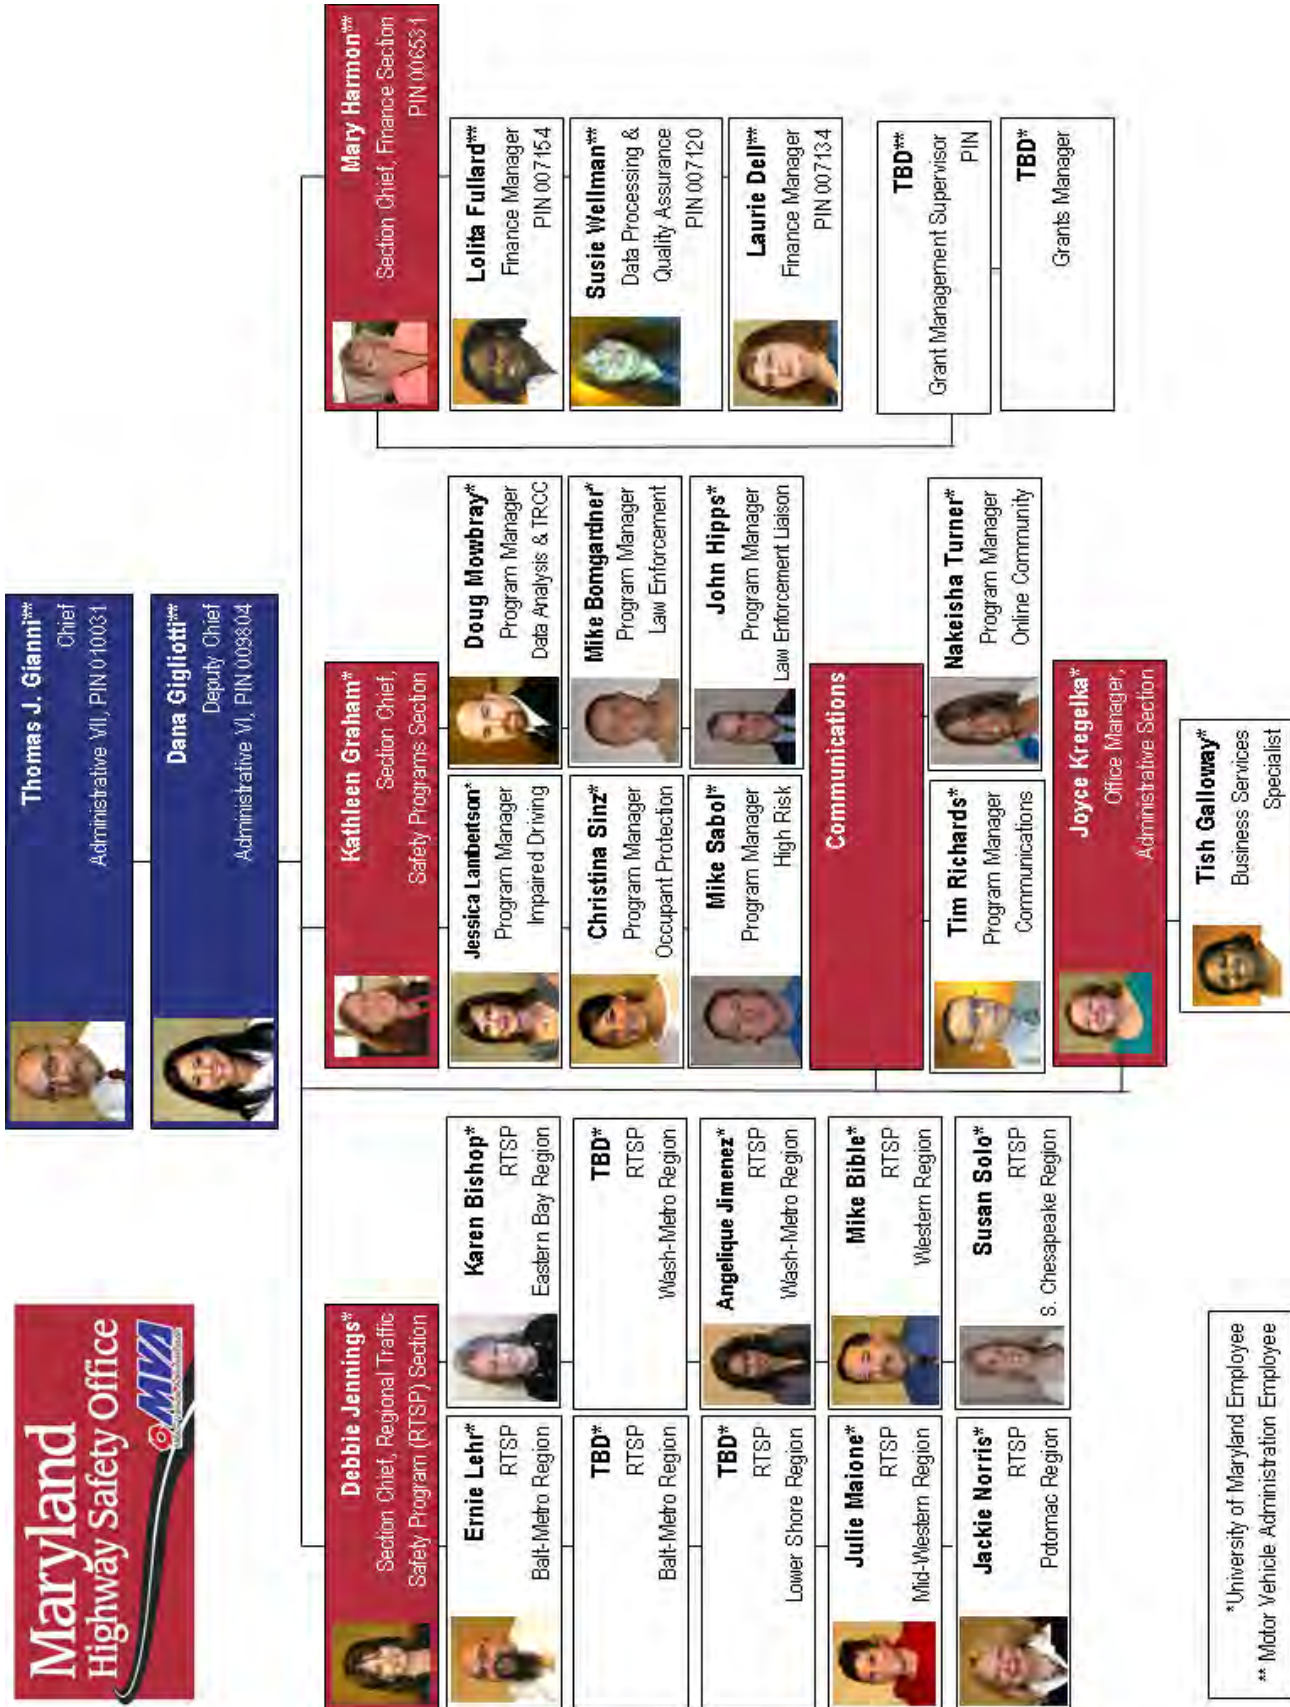 Maryland
Highway Safety Office
MVA
Thomas J. Gianni**
Chief
Administrative VII, PIN 010031
Dana Gigliotti**
Deputy Chief
Administrative VI, PIN 009804
Debbie Jennings*
Section Chief, Regional Traffic
Safety Program (RTSP) Section
Ernie Lehr*
RTSP
Balt-Metro Region
Karen Bishop*
RTSP
Eastern Bay Region
TBD*
RTSP
Balt-Metro Region
TBD*
RTSP
Wash-Metro Region
TBD*
RTSP
Lower Shore Region
Angelique Jimenez*
RTSP
Wash-Metro Region
Julie Maione*
RTSP
Mid-Western Region
Mike Bible*
RTSP
Western Region
Jackie Norris*
RTSP
Potomac Region
Susan Solo*
RTSP
S. Chesapeake Region
Kathleen Graham*
Section Chief,
Safety Programs Section
Jessica Lambertson*
Program Manager
Impaired Driving
Doug Mowbray*
Program Manager
Data Analysis & TRCC
Christina Sinz*
Program Manager
Occupant Protection
Mike Bomgardner*
Program Manager
Law Enforcement
Mike Sabol*
Program Manager
High Risk
John Hipps*
Program Manager
Law Enforcement Liaison
Communications
Tim Richards*
Program Manager
Communications
Nakeisha Turner*
Program Manager
Online Community
Joyce Kregelka*
Office Manager,
Administrative Section
Tish Galloway*
Business Services
Specialist
Mary Harmon**
Section Chief, Finance Section
PIN 006531
Lolita Fullard**
Finance Manager
PIN 007154
Susie Wellman**
Data Processing &
Quality Assurance
PIN 007120
Laurie Dell**
Finance Manager
PIN 007134
TBD**
Grant Management Supervisor
PIN
TBD*
Grants Manager
*University of Maryland Employee
** Motor Vehicle Administration Employee